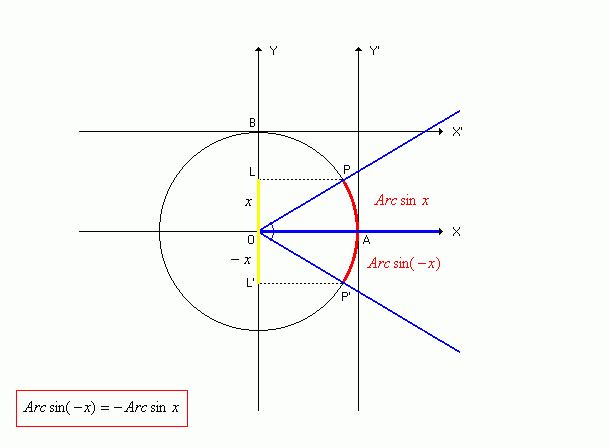 Y Y'
B X'
L P
x Arc sin x
O A X
– x Arc sin(– x)
L' P'
Arc sin(– x) = – Arc sin x